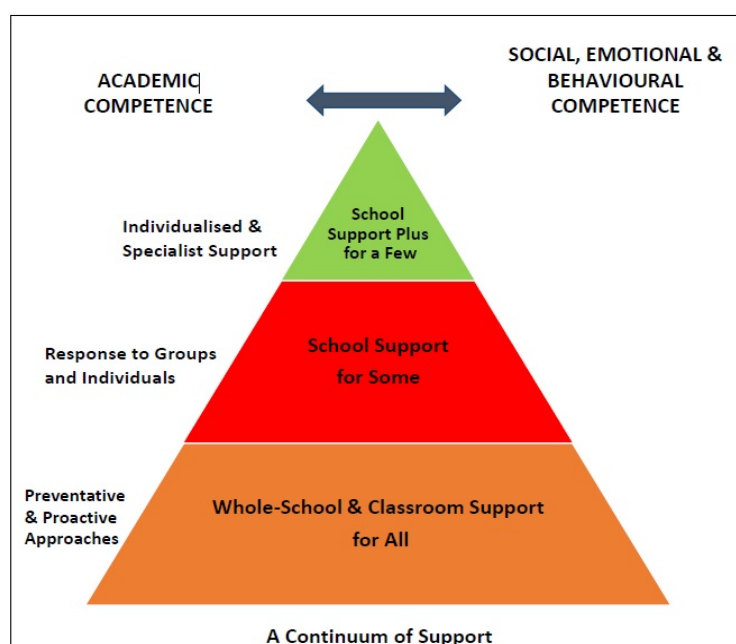 ACADEMIC
COMPETENCE
SOCIAL, EMOTIONAL &
BEHAVIOURAL
COMPETENCE
Individualised &
Specialist Support
School
Support Plus
for a Few
Response to Groups
and Individuals
School Support
for Some
Preventative
& Proactive
Approaches
Whole-School & Classroom Support
for All
A Continuum of Support